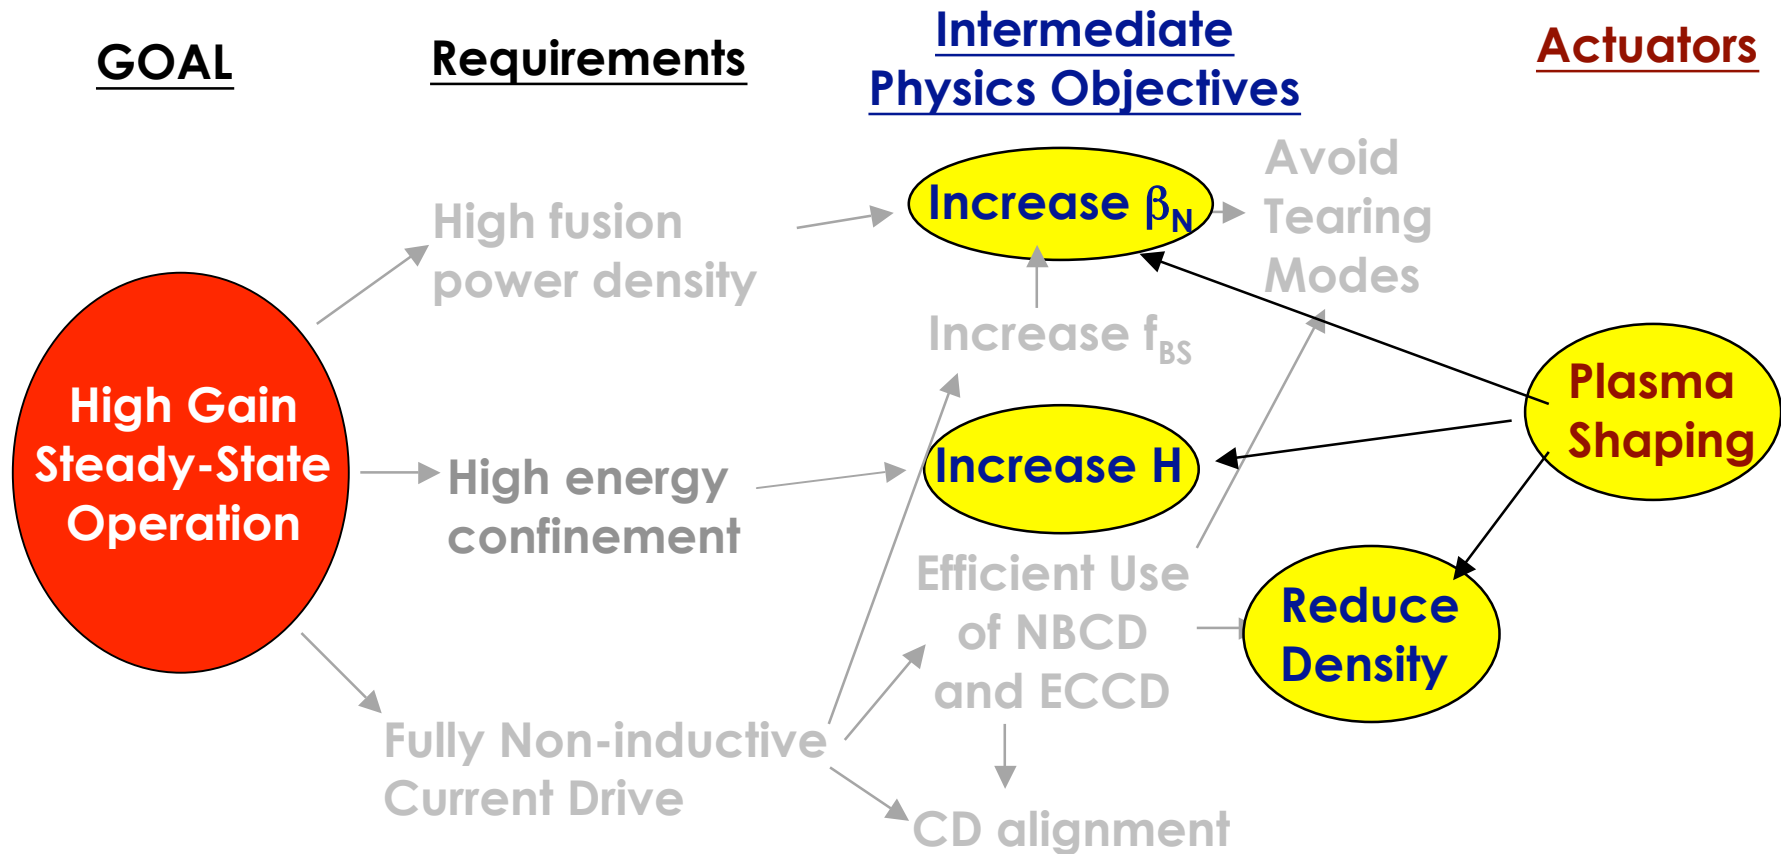 GOAL
Requirements
Intermediate
Physics Objectives
Actuators
High Gain
Steady-State
Operation
High fusion
power density
High energy
confinement
Fully Non-inductive
Current Drive
Increase βN
Increase fBS
Increase H
Efficient Use
of NBCD
and ECCD
CD alignment
Avoid
Tearing
Modes
Reduce
Density
Plasma
Shaping